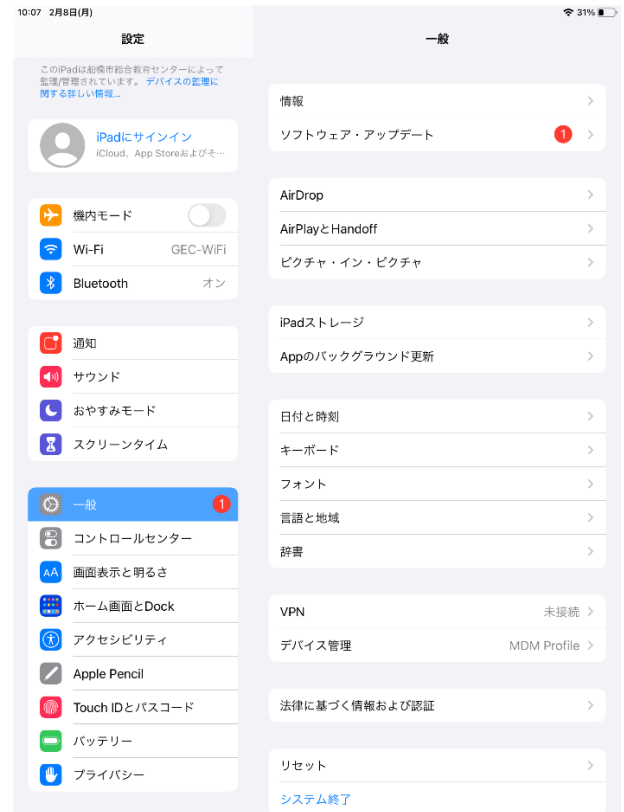 10:07 2月8日(月)
31%
設定
このiPadは船橋市総合教育センターによって
監理/管理されています。デバイスの監理に
関する詳しい情報...
iPadにサインイン
iCloud、App Storeおよびそ…
機内モード
Wi-Fi GEC-WiFi
Bluetooth オン
通知
サウンド
おやすみモード
スクリーンタイム
一般 1
コントロールセンター
AA 画面表示と明るさ
ホーム画面とDock
アクセシビリティ
Apple Pencil
Touch IDとパスコード
バッテリー
プライバシー
一般
情報
ソフトウェア・アップデート 1
AirDrop
AirPlayとHandoff
ピクチャ・イン・ピクチャ
iPadストレージ
Appのバックグラウンド更新
日付と時刻
キーボード
フォント
言語と地域
辞書
VPN 未接続
デバイス管理 MDM Profile
法律に基づく情報および認証
リセット
システム終了